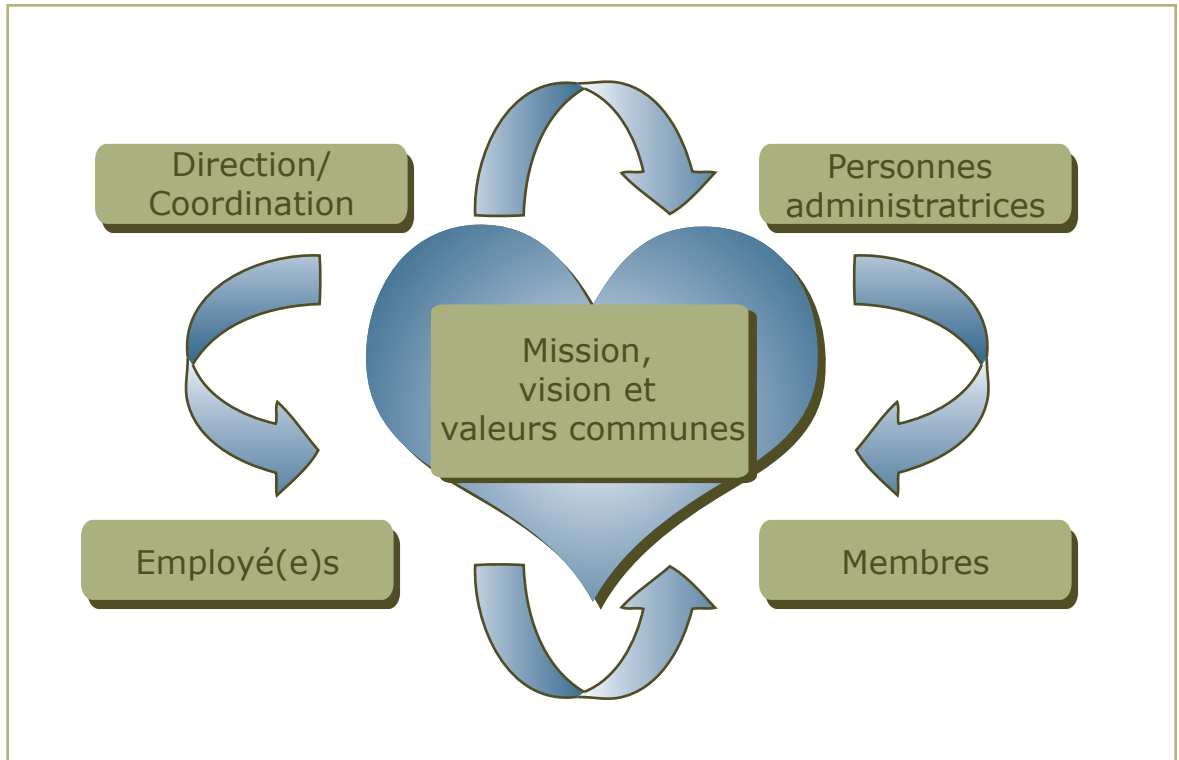 Direction/
Coordination
Personnes
administratrices
Mission,
vision et
valeurs communes
Employé(e)s
Membres